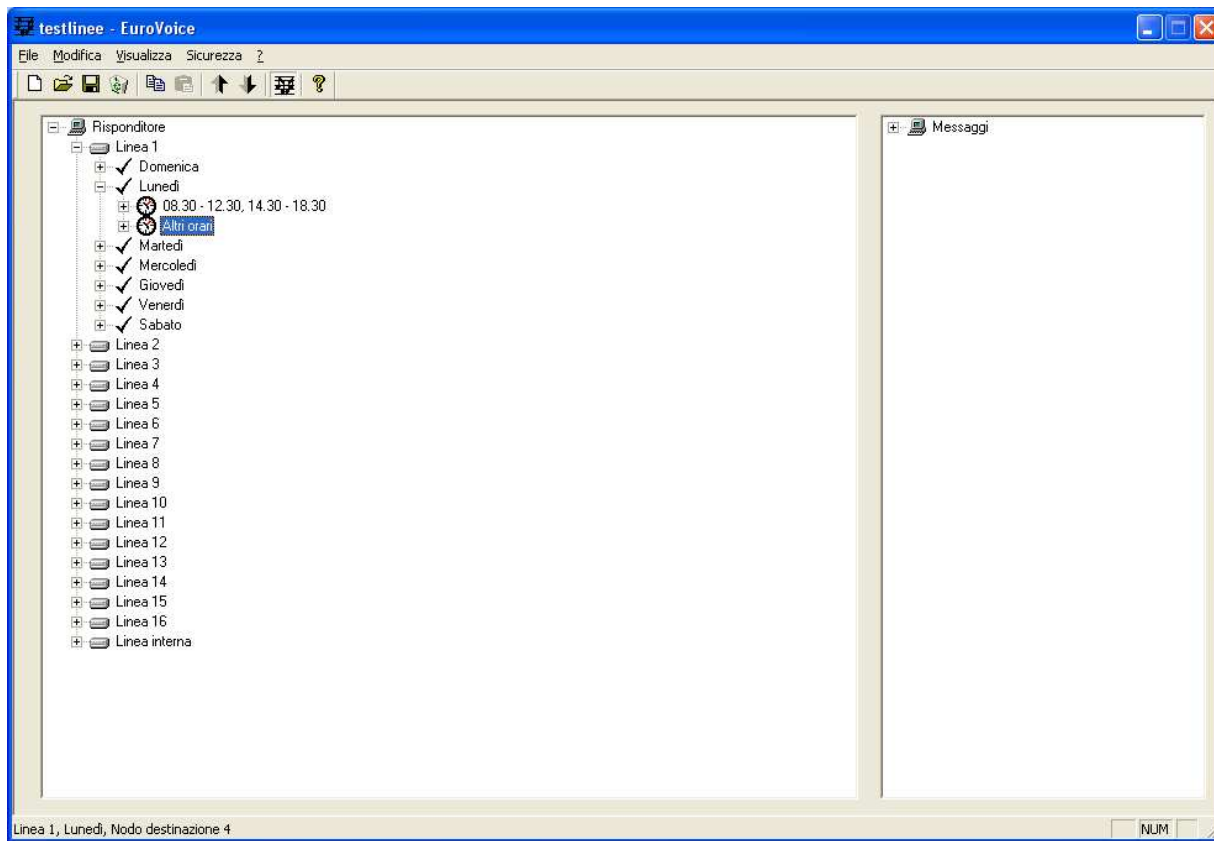 testlinee - EuroVoice
File Modifica Visualizza Sicurezza ?
Risponditore
Linea 1
Domenica
Lunedì
08.30 - 12.30, 14.30 - 18.30
Altri orari
Martedì
Mercoledì
Giovedì
Venerdì
Sabato
Linea 2
Linea 3
Linea 4
Linea 5
Linea 6
Linea 7
Linea 8
Linea 9
Linea 10
Linea 11
Linea 12
Linea 13
Linea 14
Linea 15
Linea 16
Linea interna
Messaggi
Linea 1, Lunedì, Nodo destinazione 4
NUM